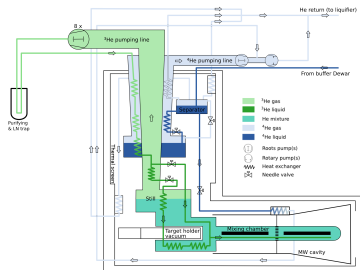 He return (to liquifier)
8 x
³He pumping line
⁴He pumping line
From buffer Dewar
Purifying
& LN trap
Separator
³He gas
³He liquid
He mixture
⁴He gas
⁴He liquid
Roots pump(s)
Rotary pump(s)
Heat exchanger
Needle valve
Thermal screens
Still
Target holder
vacuum
Mixing chamber
MW cavity